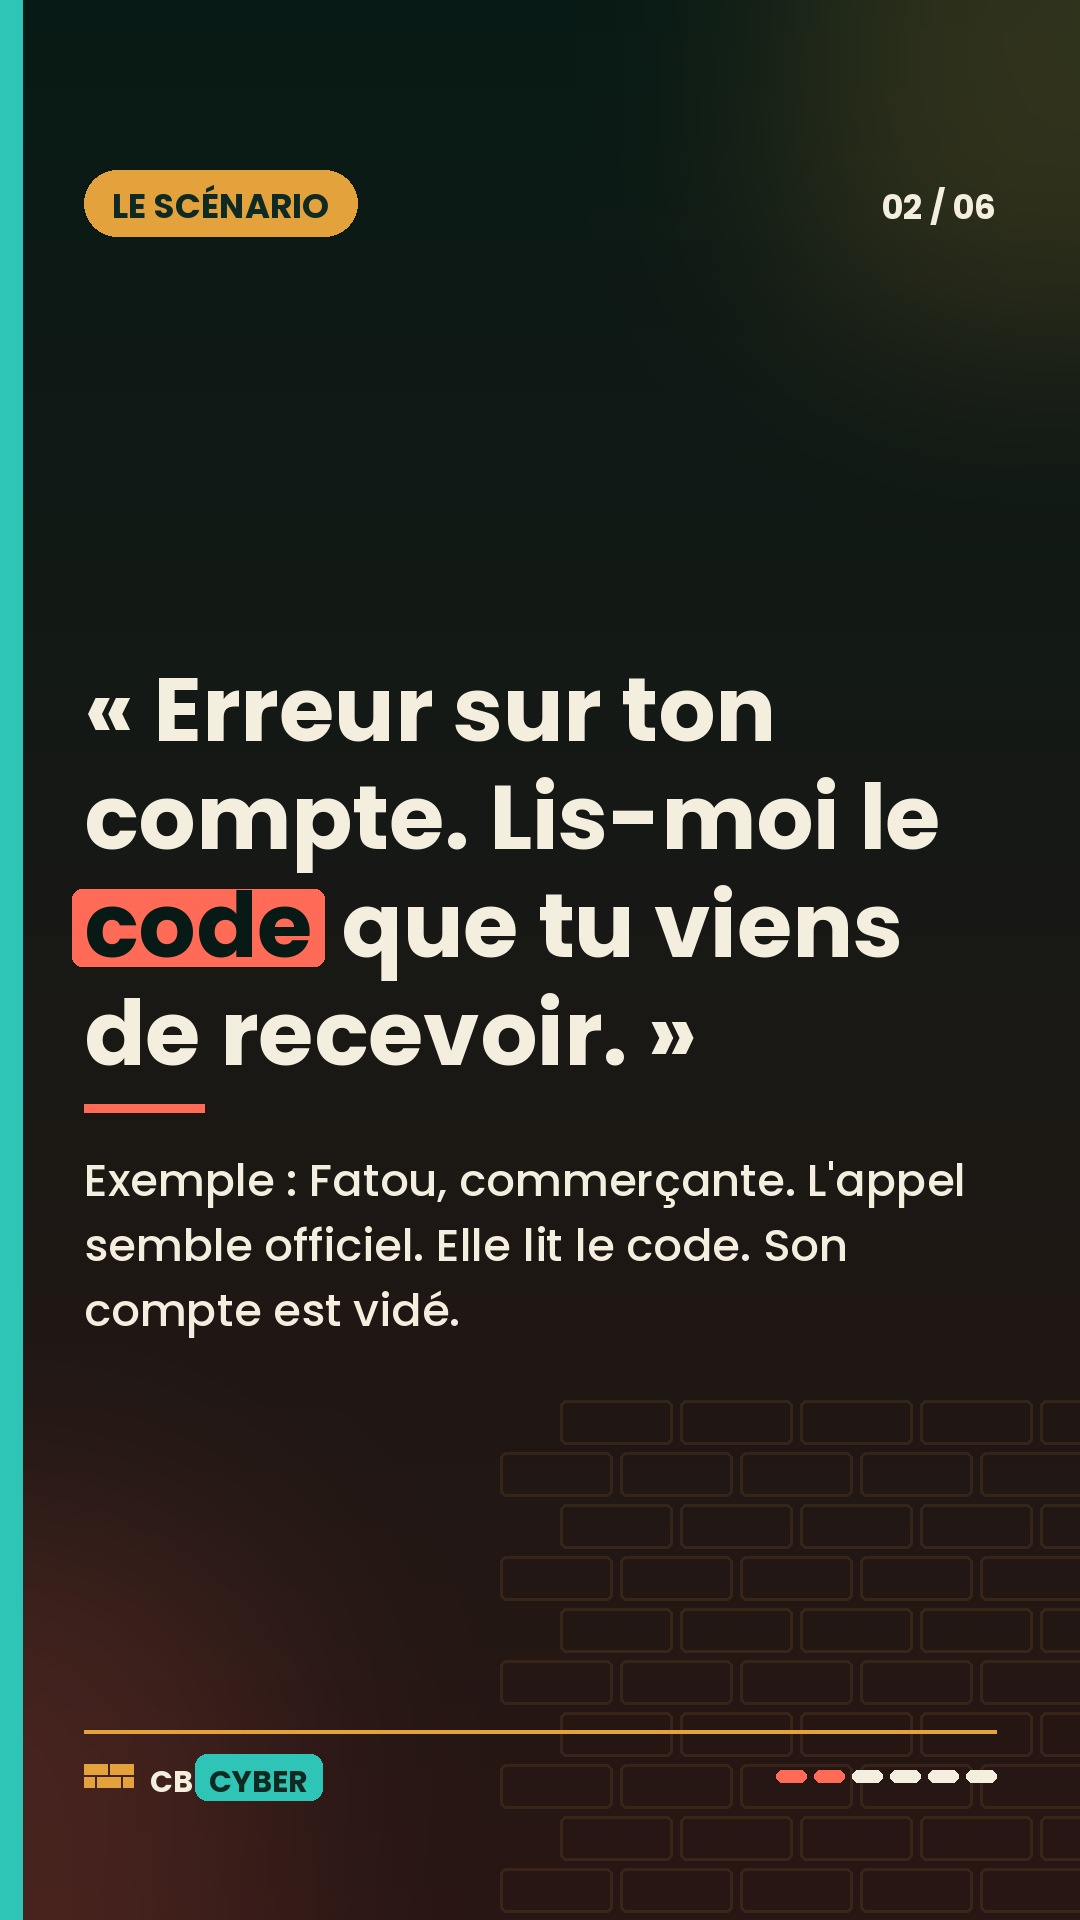 LE SCÉNARIO
02 / 06
« Erreur sur ton
compte. Lis-moi le
code que tu viens
de recevoir. »
Exemple : Fatou, commerçante. L'appel
semble officiel. Elle lit le code. Son
compte est vidé.
CB CYBER